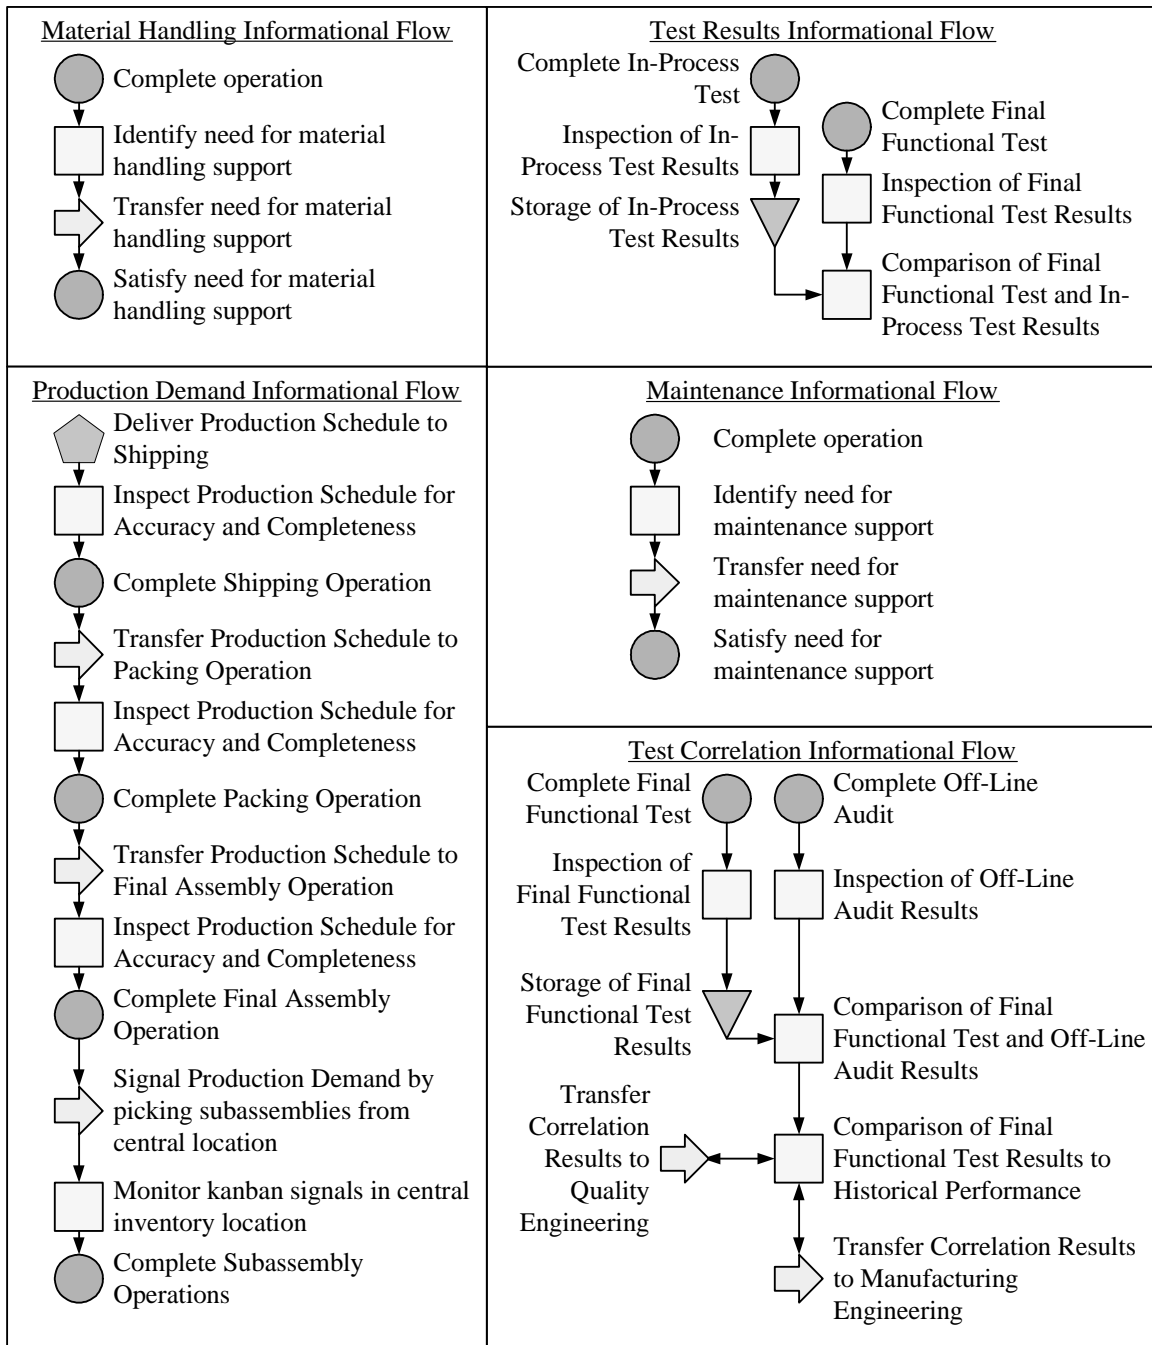 Material Handling Informational Flow
Complete operation
Identify need for material
handling support
Transfer need for material
handling support
Satisfy need for material
handling support
Test Results Informational Flow
Complete In-Process
Test
Inspection of In-
Process Test Results
Storage of In-Process
Test Results
Complete Final
Functional Test
Inspection of Final
Functional Test Results
Comparison of Final
Functional Test and In-
Process Test Results
Production Demand Informational Flow
Deliver Production Schedule to
Shipping
Inspect Production Schedule for
Accuracy and Completeness
Complete Shipping Operation
Transfer Production Schedule to
Packing Operation
Inspect Production Schedule for
Accuracy and Completeness
Complete Packing Operation
Transfer Production Schedule to
Final Assembly Operation
Inspect Production Schedule for
Accuracy and Completeness
Complete Final Assembly
Operation
Signal Production Demand by
picking subassemblies from
central location
Monitor kanban signals in central
inventory location
Complete Subassembly
Operations
Maintenance Informational Flow
Complete operation
Identify need for
maintenance support
Transfer need for
maintenance support
Satisfy need for
maintenance support
Test Correlation Informational Flow
Complete Final
Functional Test
Inspection of
Final Functional
Test Results
Storage of Final
Functional Test
Results
Transfer
Correlation
Results to
Quality
Engineering
Complete Off-Line
Audit
Inspection of Off-Line
Audit Results
Comparison of Final
Functional Test and Off-Line
Audit Results
Comparison of Final
Functional Test Results to
Historical Performance
Transfer Correlation Results
to Manufacturing
Engineering